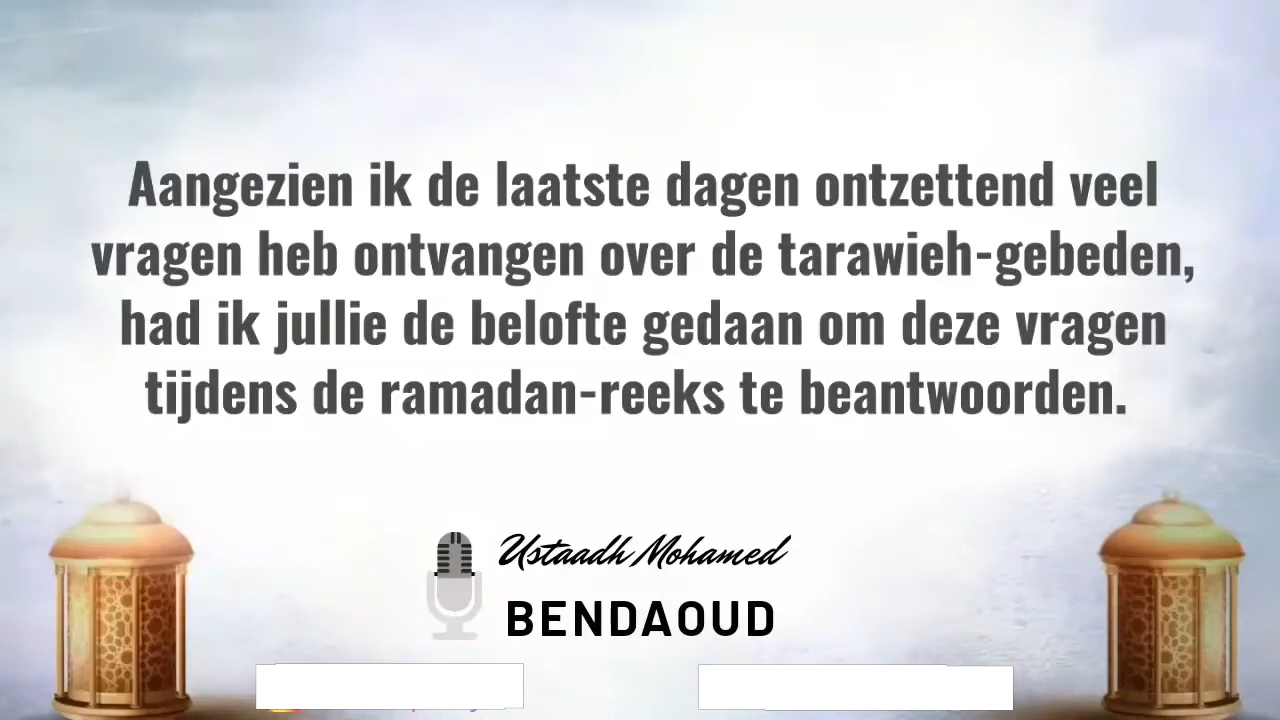 Aangezien ik de laatste dagen ontzettend veel
vragen heb ontvangen over de tarawieh-gebeden,
had ik jullie de belofte gedaan om deze vragen
tijdens de ramadan-reeks te beantwoorden.
Ustaadh Mohamed
BENDAOUD